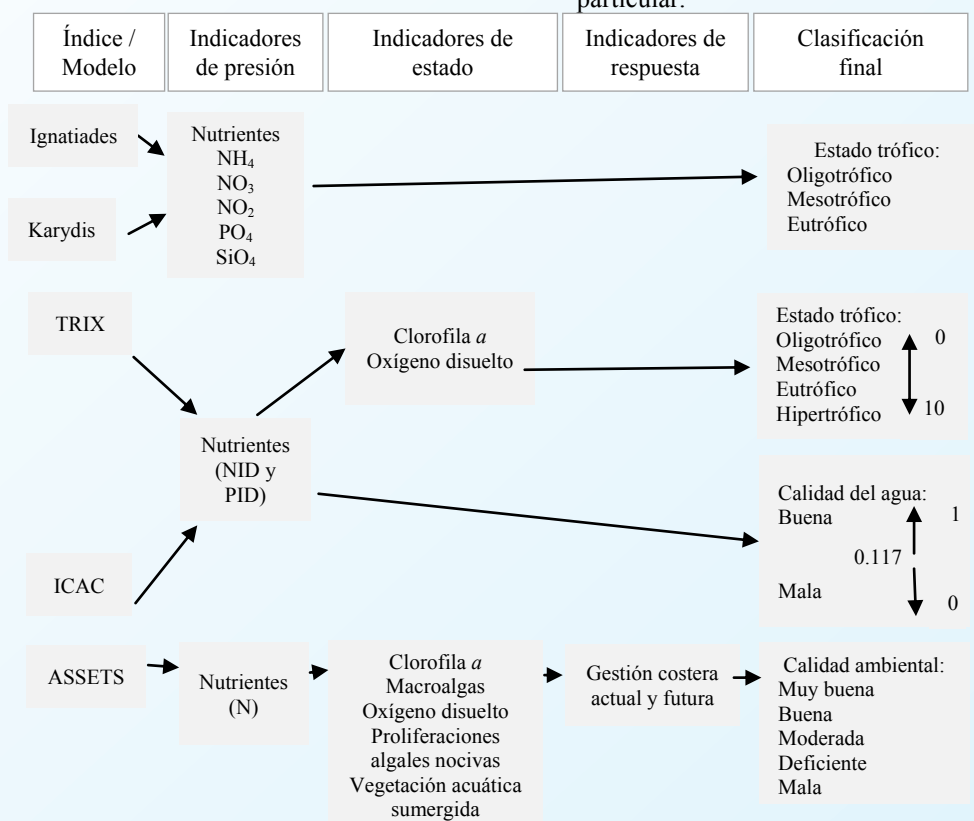 particular.
Índice /
Modelo
Indicadores
de presión
Indicadores de
estado
Indicadores de
respuesta
Clasificación
final
Ignatiades
Karydis
Nutrientes
NH₄
NO₃
NO₂
PO₄
SiO₄
Estado trófico:
Oligotrófico
Mesotrófico
Eutrófico
TRIX
Clorofila a
Oxígeno disuelto
Estado trófico:
Oligotrófico 0
Mesotrófico
Eutrófico
Hipertrófico 10
Nutrientes
(NID y
PID)
ICAC
Calidad del agua:
Buena 1
0.117
Mala
0
ASSETS
Nutrientes
(N)
Clorofila a
Macroalgas
Oxígeno disuelto
Proliferaciones
algales nocivas
Vegetación acuática
sumergida
Gestión costera
actual y futura
Calidad ambiental:
Muy buena
Buena
Moderada
Deficiente
Mala